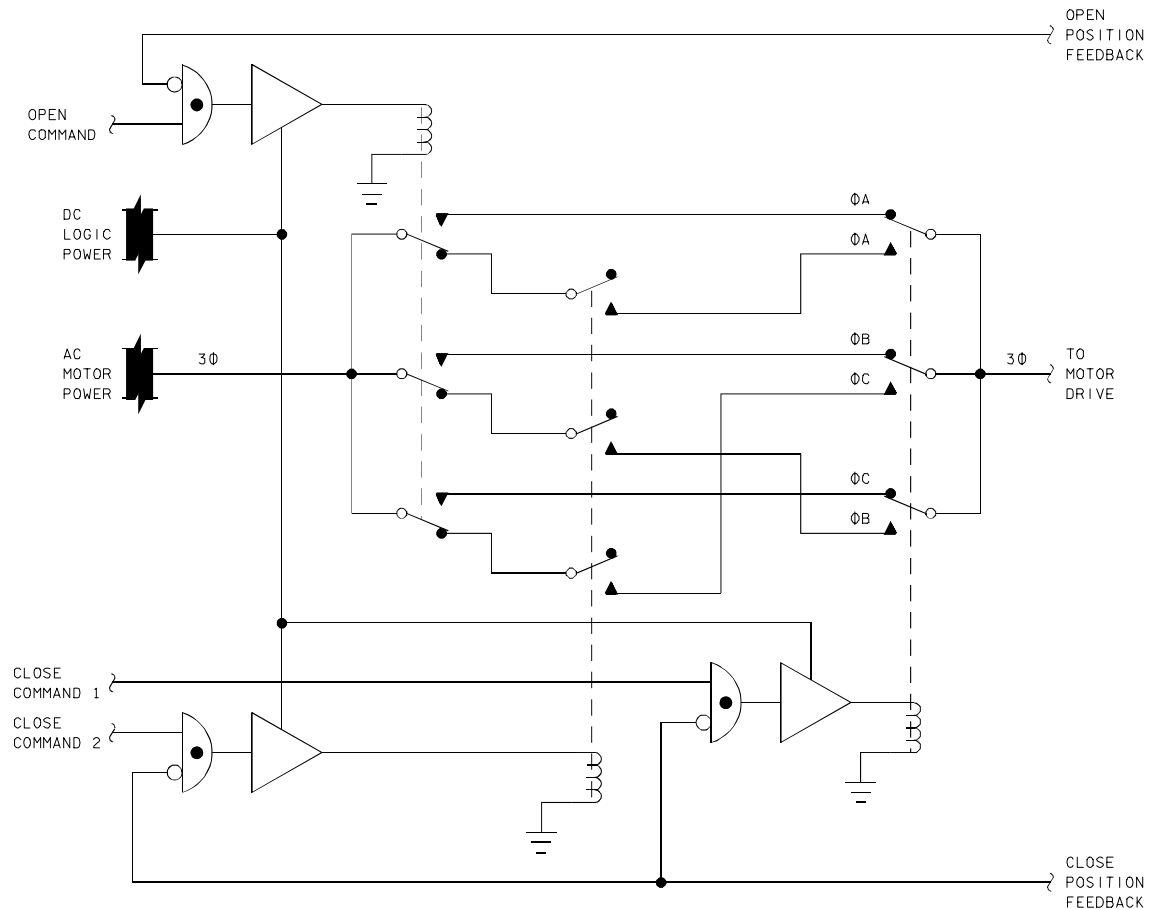 OPEN
POSITION
FEEDBACK
OPEN
COMMAND
DC
LOGIC
POWER
ΦA
ΦA
AC
MOTOR
POWER
3Φ
ΦB
ΦC
3Φ
TO
MOTOR
DRIVE
ΦC
ΦB
CLOSE
COMMAND 1
CLOSE
COMMAND 2
CLOSE
POSITION
FEEDBACK